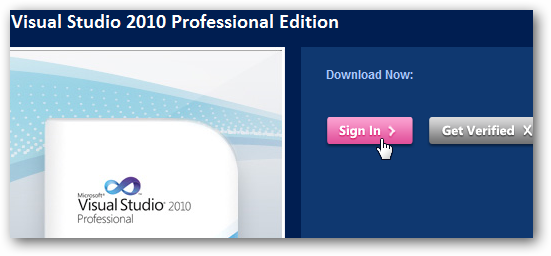 Visual Studio 2010 Professional Edition
Download Now:
Sign In >
Get Verified X
Microsoft®
Visual Studio® 2010
Professional